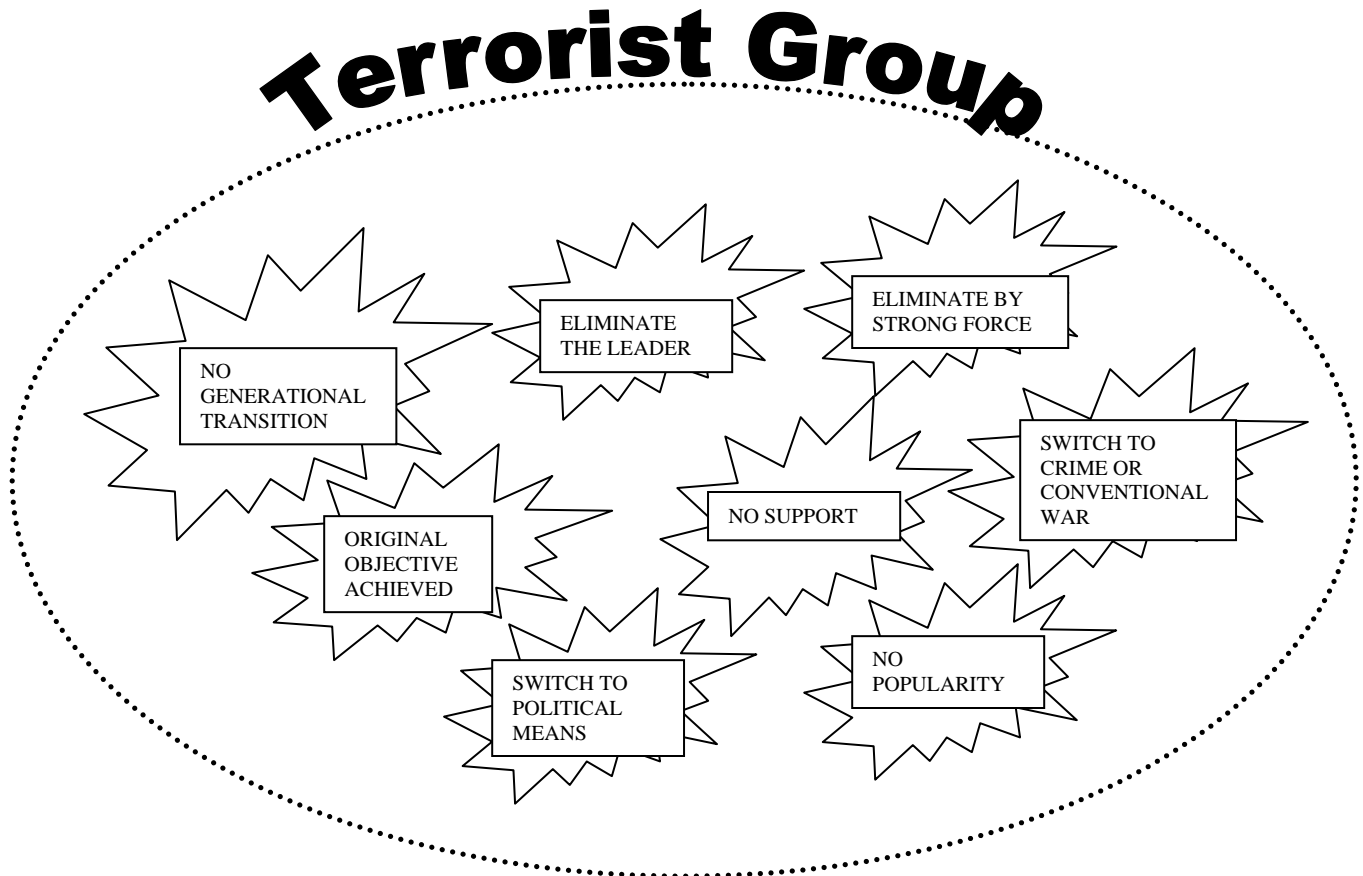 Terrorist Group
NO
GENERATIONAL
TRANSITION
ELIMINATE
THE LEADER
ELIMINATE BY
STRONG FORCE
SWITCH TO
CRIME OR
CONVENTIONAL
WAR
NO SUPPORT
ORIGINAL
OBJECTIVE
ACHIEVED
SWITCH TO
POLITICAL
MEANS
NO
POPULARITY